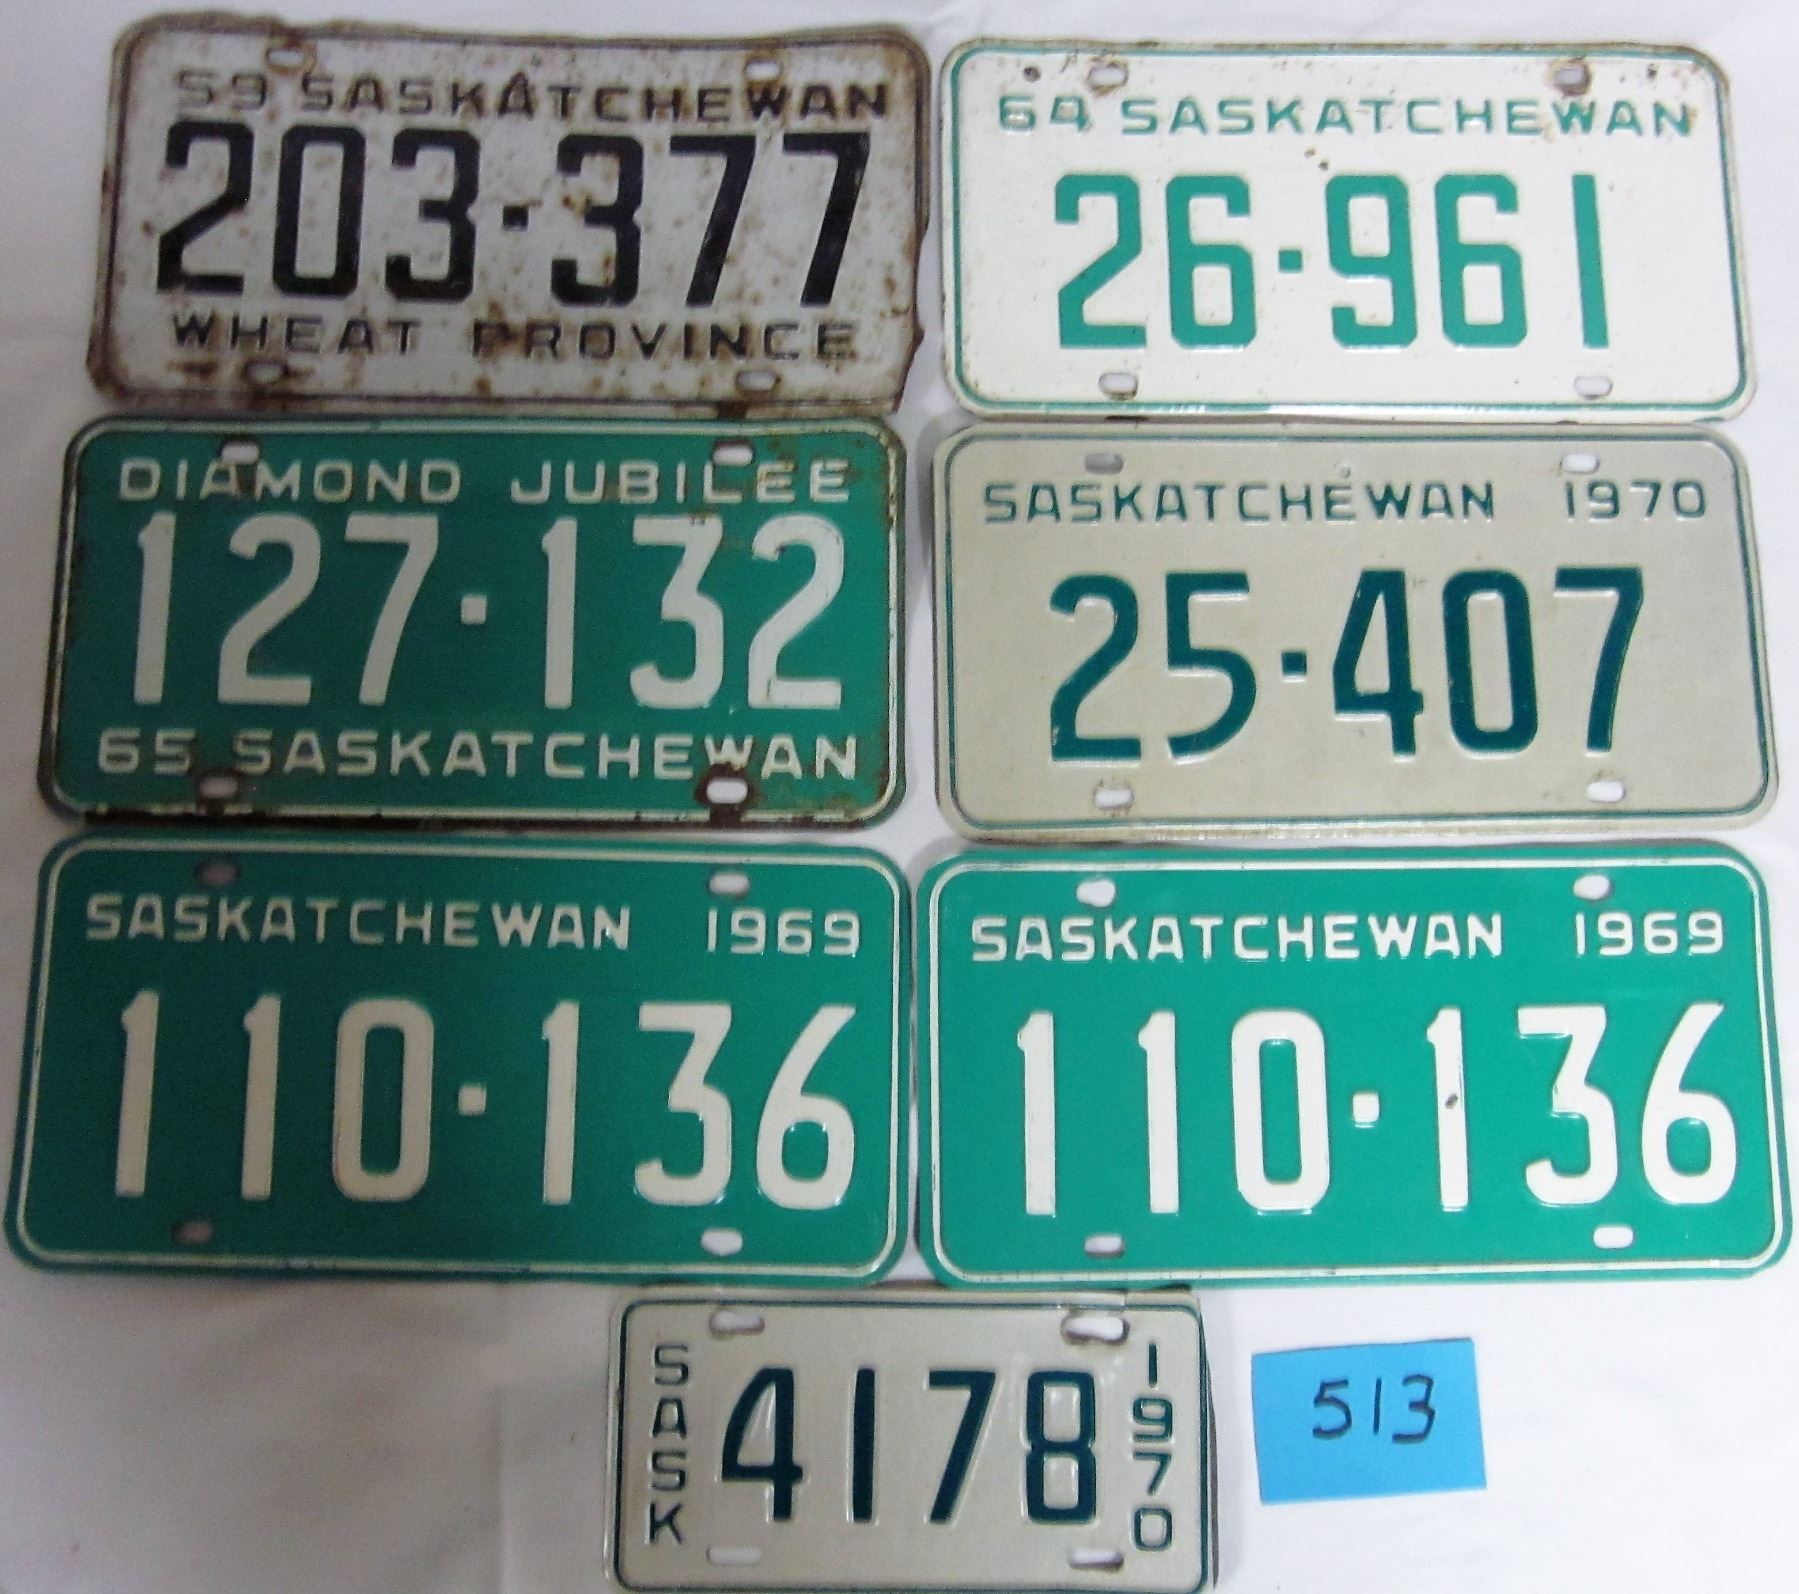 59 SASKATCHEWAN
203·377
WHEAT PROVINCE
64 SASKATCHEWAN
26·961
DIAMOND JUBILEE
127·132
65 SASKATCHEWAN
SASKATCHEWAN 1970
25·407
SASKATCHEWAN 1969
110·136
SASKATCHEWAN 1969
110·136
SASK
4178
1970
513